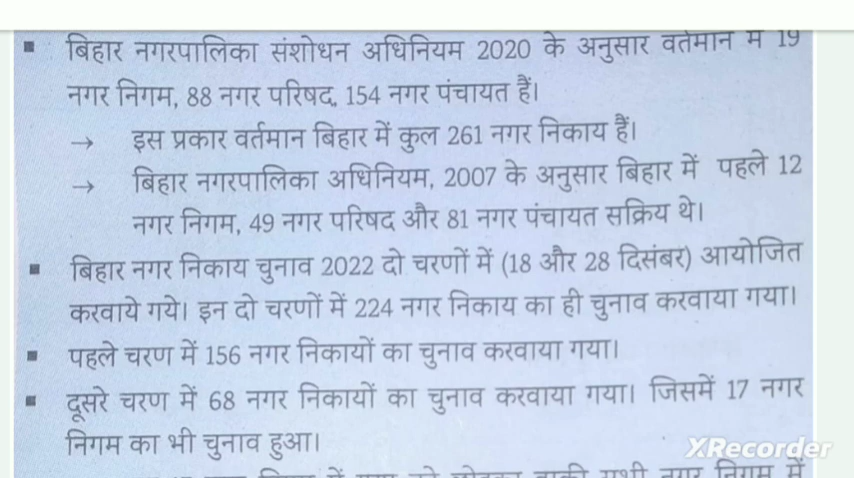 ▪ बिहार नगरपालिका संशोधन अधिनियम 2020 के अनुसार वर्तमान में 19
नगर निगम, 88 नगर परिषद, 154 नगर पंचायत हैं।
→ इस प्रकार वर्तमान बिहार में कुल 261 नगर निकाय हैं।
→ बिहार नगरपालिका अधिनियम, 2007 के अनुसार बिहार में पहले 12
नगर निगम, 49 नगर परिषद और 81 नगर पंचायत सक्रिय थे।
▪ बिहार नगर निकाय चुनाव 2022 दो चरणों में (18 और 28 दिसंबर) आयोजित
करवाये गये। इन दो चरणों में 224 नगर निकाय का ही चुनाव करवाया गया।
▪ पहले चरण में 156 नगर निकायों का चुनाव करवाया गया।
▪ दूसरे चरण में 68 नगर निकायों का चुनाव करवाया गया। जिसमें 17 नगर
निगम का भी चुनाव हुआ।
XRecorder
नगर निगम में